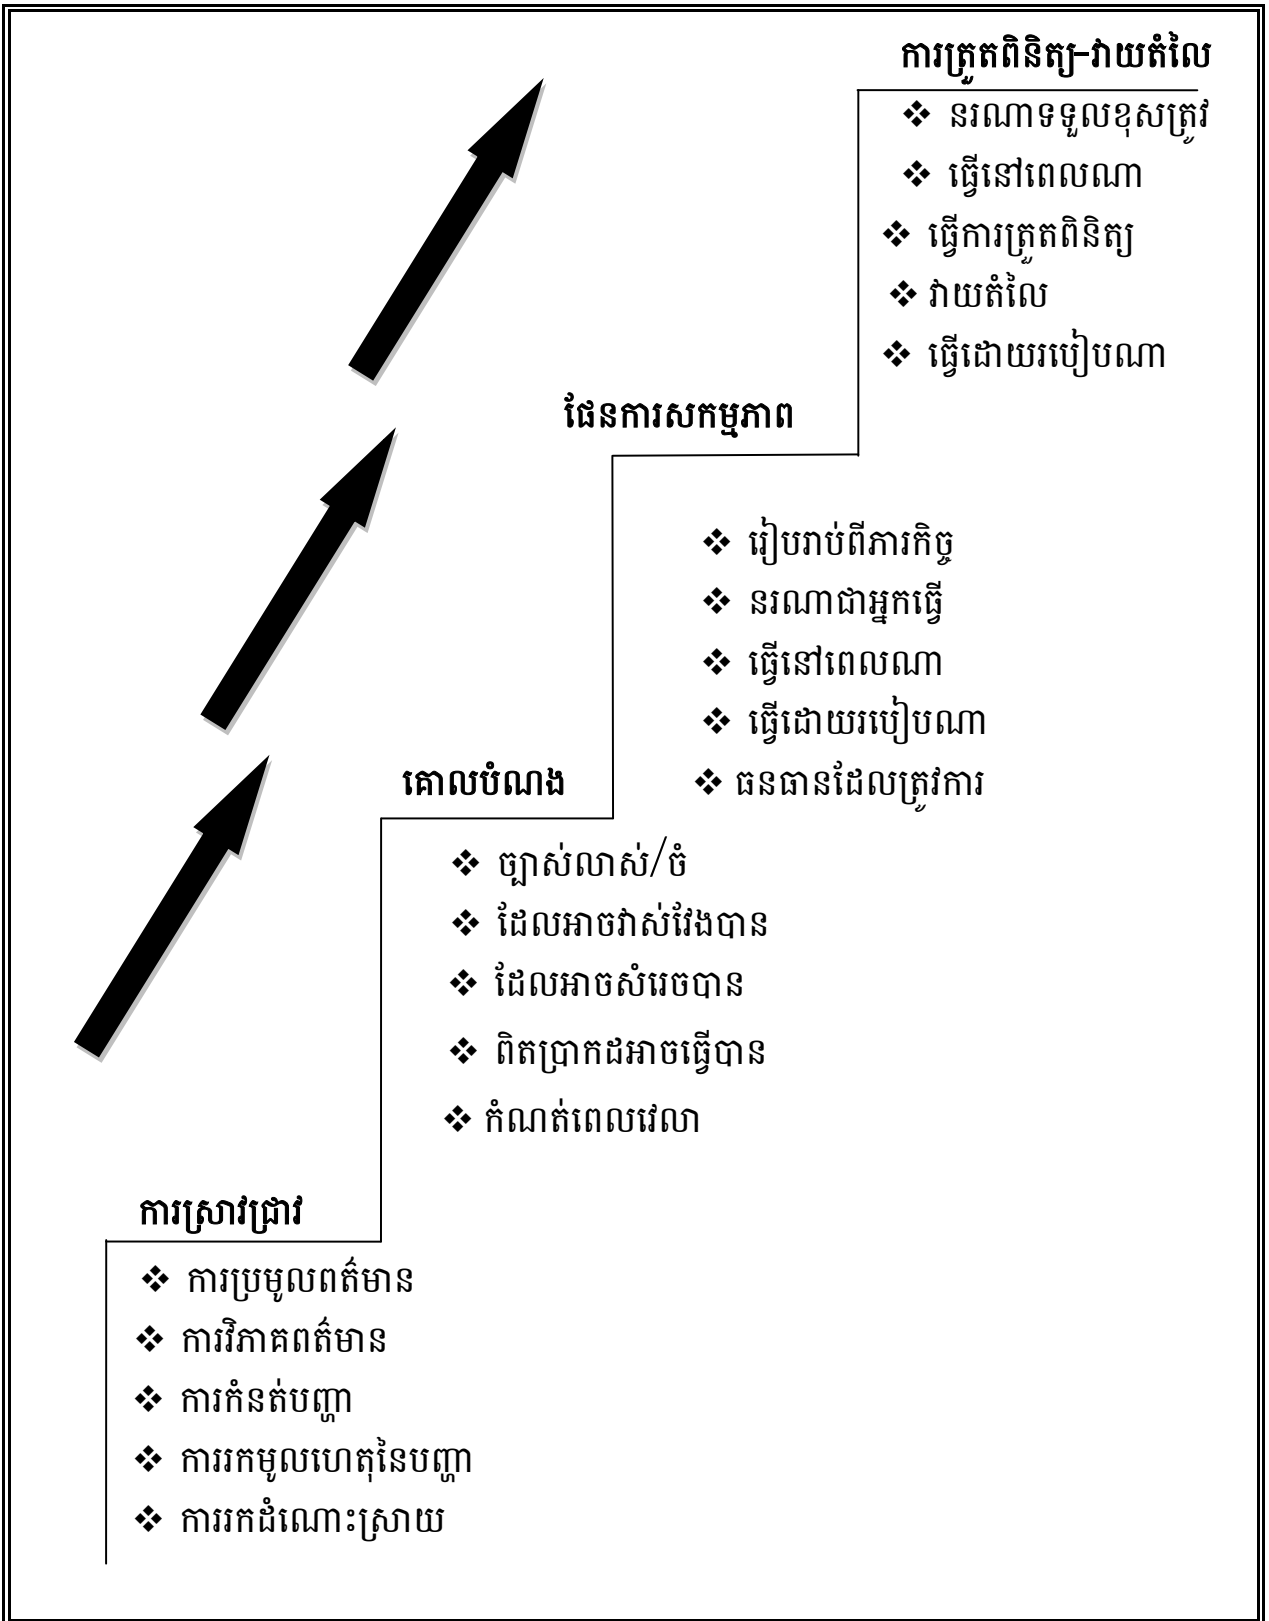 ការត្រួតពិនិត្យ-វាយតំលៃ
❖ នរណាទទួលខុសត្រូវ
❖ ធ្វើនៅពេលណា
❖ ធ្វើការត្រួតពិនិត្យ
❖ វាយតំលៃ
❖ ធ្វើដោយរបៀបណា
ផែនការសកម្មភាព
❖ រៀបរាប់ពីភារកិច្ច
❖ នរណាជាអ្នកធ្វើ
❖ ធ្វើនៅពេលណា
❖ ធ្វើដោយរបៀបណា
❖ ធនធានដែលត្រូវការ
គោលបំណង
❖ ច្បាស់លាស់/ចំ
❖ ដែលអាចវាស់វែងបាន
❖ ដែលអាចសំរេចបាន
❖ ពិតប្រាកដអាចធ្វើបាន
❖ កំណត់ពេលវេលា
ការស្រាវជ្រាវ
❖ ការប្រមូលពត៌មាន
❖ ការវិភាគពត៌មាន
❖ ការកំនត់បញ្ហា
❖ ការរកមូលហេតុនៃបញ្ហា
❖ ការរកដំណោះស្រាយ